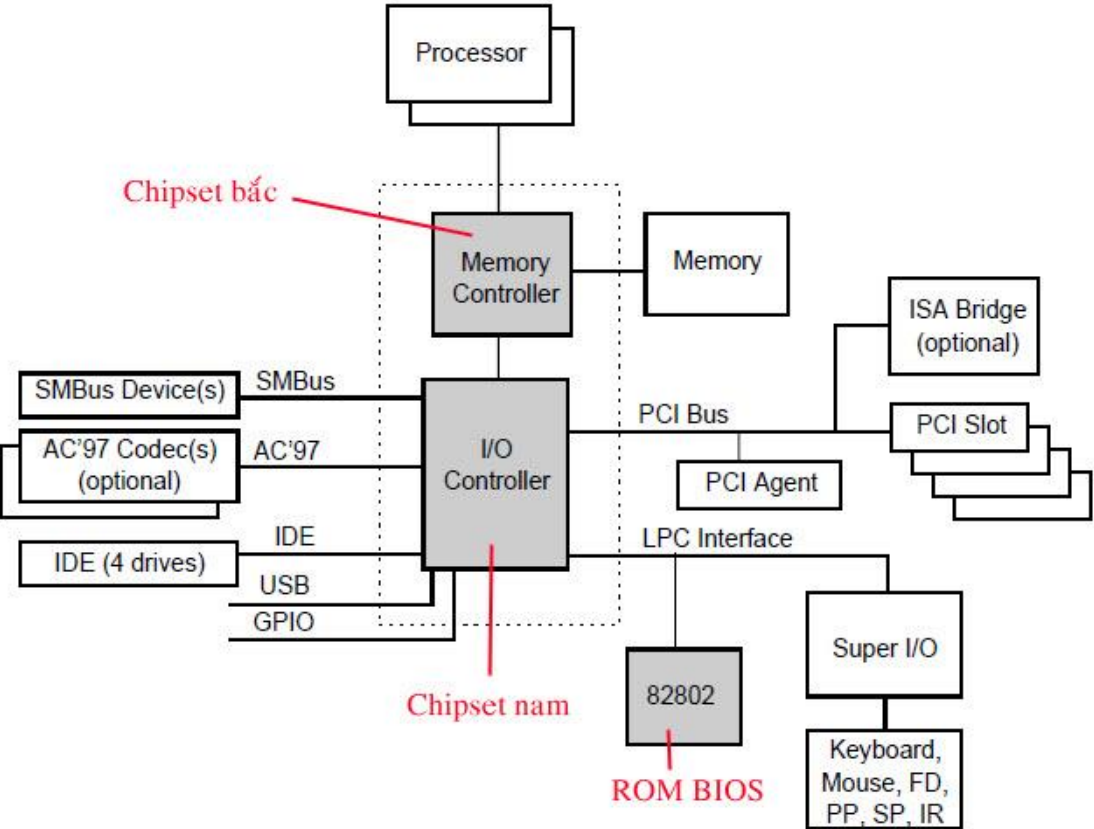 Processor
Chipset bắc
Memory
Controller
Memory
ISA Bridge
(optional)
SMBus Device(s)
SMBus
PCI Bus
PCI Slot
AC'97 Codec(s)
(optional)
AC'97
I/O
Controller
PCI Agent
IDE (4 drives)
IDE
LPC Interface
USB
GPIO
Super I/O
82802
Chipset nam
ROM BIOS
Keyboard,
Mouse, FD,
PP, SP, IR